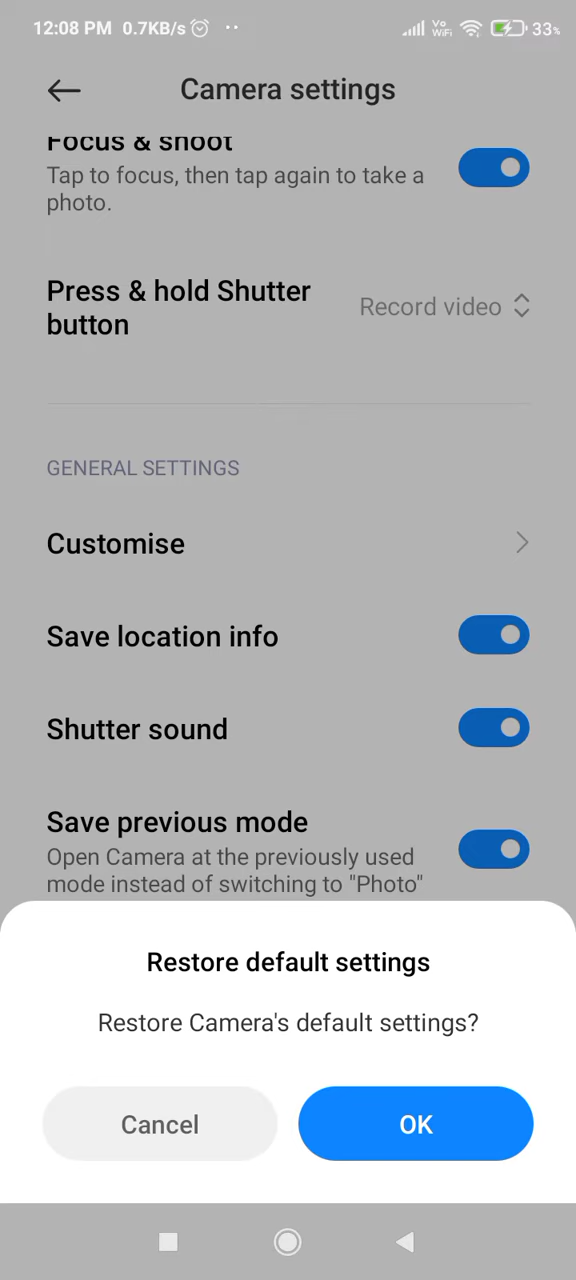 12:08 PM 0.7KB/s Vo WiFi 33%
Camera settings
Focus & shoot
Tap to focus, then tap again to take a
photo.
Press & hold Shutter
button
Record video
GENERAL SETTINGS
Customise
Save location info
Shutter sound
Save previous mode
Open Camera at the previously used
mode instead of switching to "Photo"
Restore default settings
Restore Camera's default settings?
Cancel OK